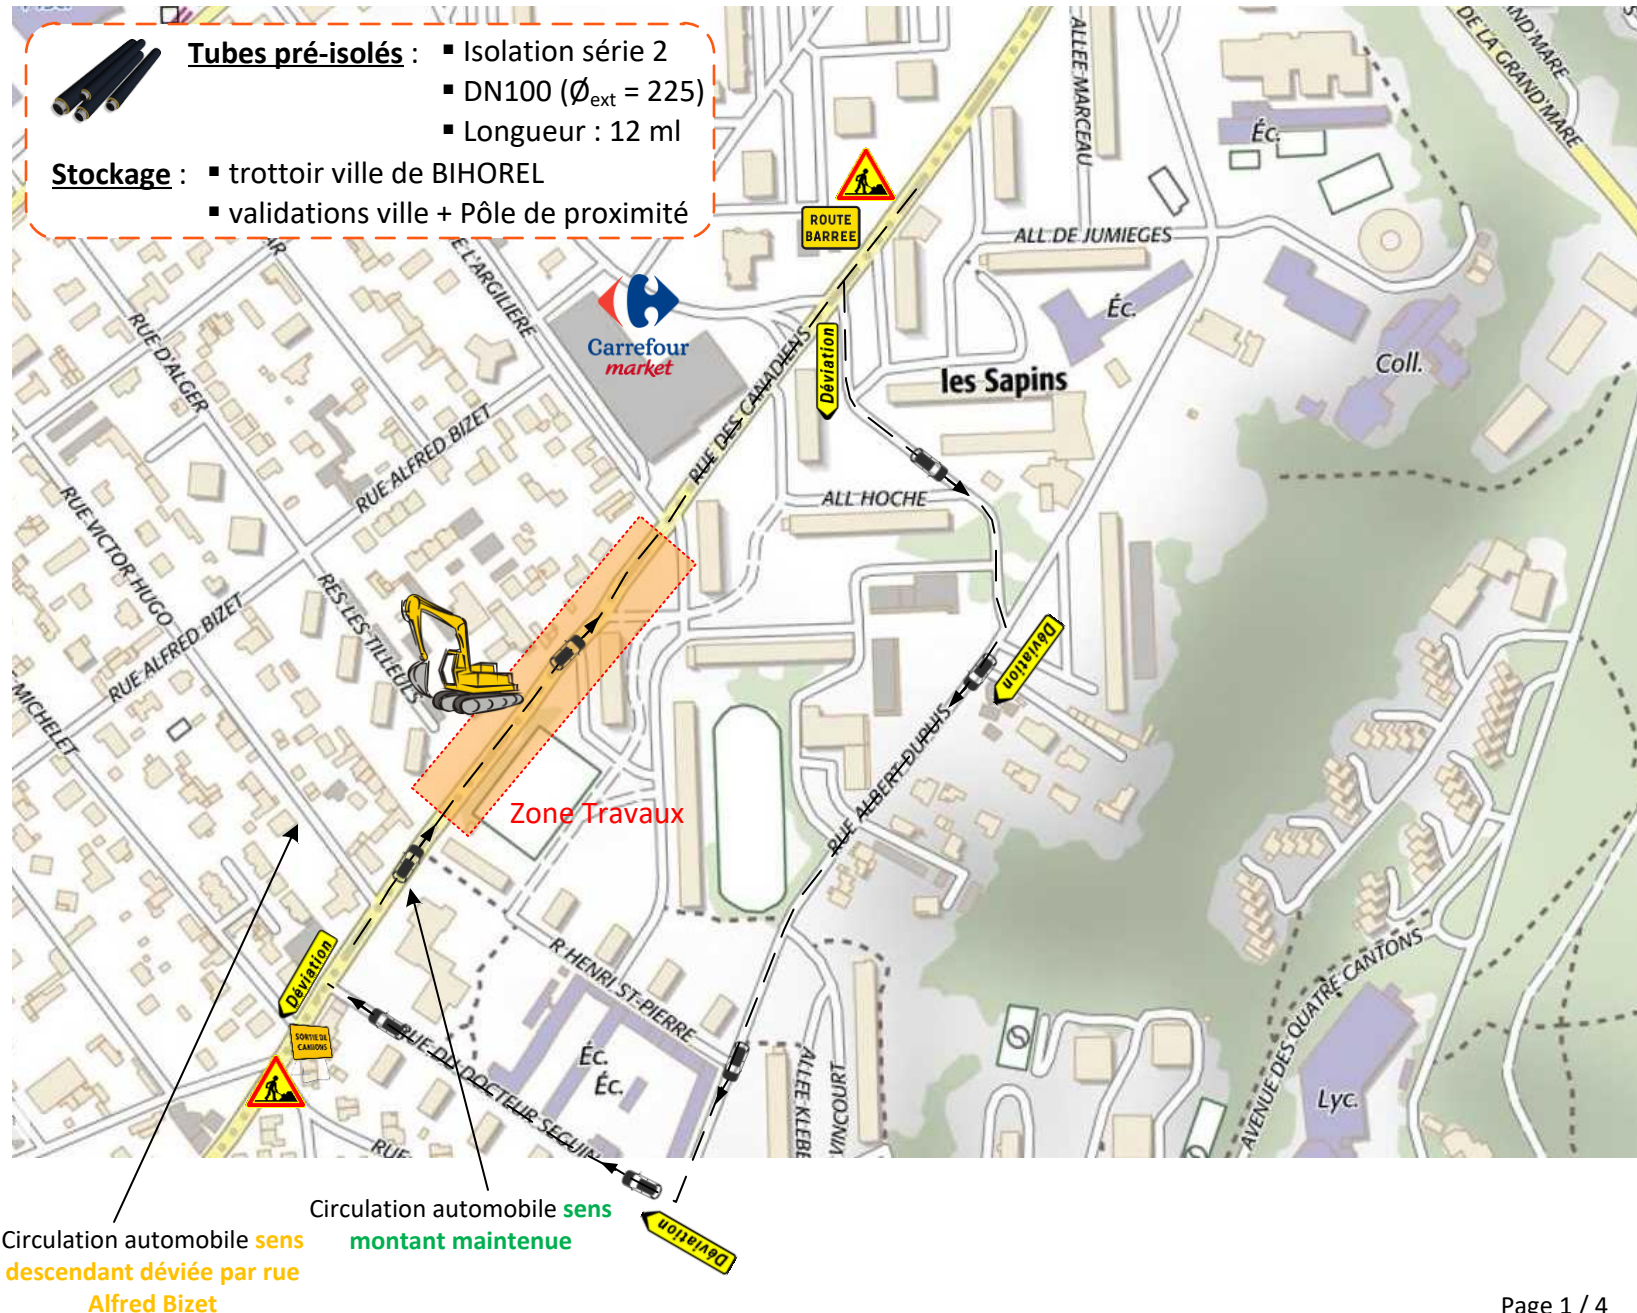 Tubes pré-isolés :
▪ Isolation série 2
▪ DN100 (Øext = 225)
▪ Longueur : 12 ml
Stockage :
▪ trottoir ville de BIHOREL
▪ validations ville + Pôle de proximité
ALLEE MARCEAU
DE LA GRAND'MARE
Éc.
ROUTE
BARREE
ALL DE JUMIEGES
Éc.
Coll.
Carrefour
market
RUE D'ALGER
RUE DES CANADIENS
Déviation
les Sapins
RUE ALFRED BIZET
ALL HOCHE
RUE VICTOR HUGO
RES LES TILLEULS
RUE ALFRED BIZET
MICHELET
Déviation
RUE ALBERT DUPUIS
Zone Travaux
Déviation
R HENRI ST-PIERRE
SORTIE DE
CAMIONS
RUE DU DOCTEUR SEGUIN
Éc.
Éc.
ALLEE KLEBE
VINCOURT
AVENUE DES QUATRE CANTONS
Lyc.
RUE
Déviation
Circulation automobile sens
montant maintenue
Circulation automobile sens
descendant déviée par rue
Alfred Bizet
Page 1 / 4